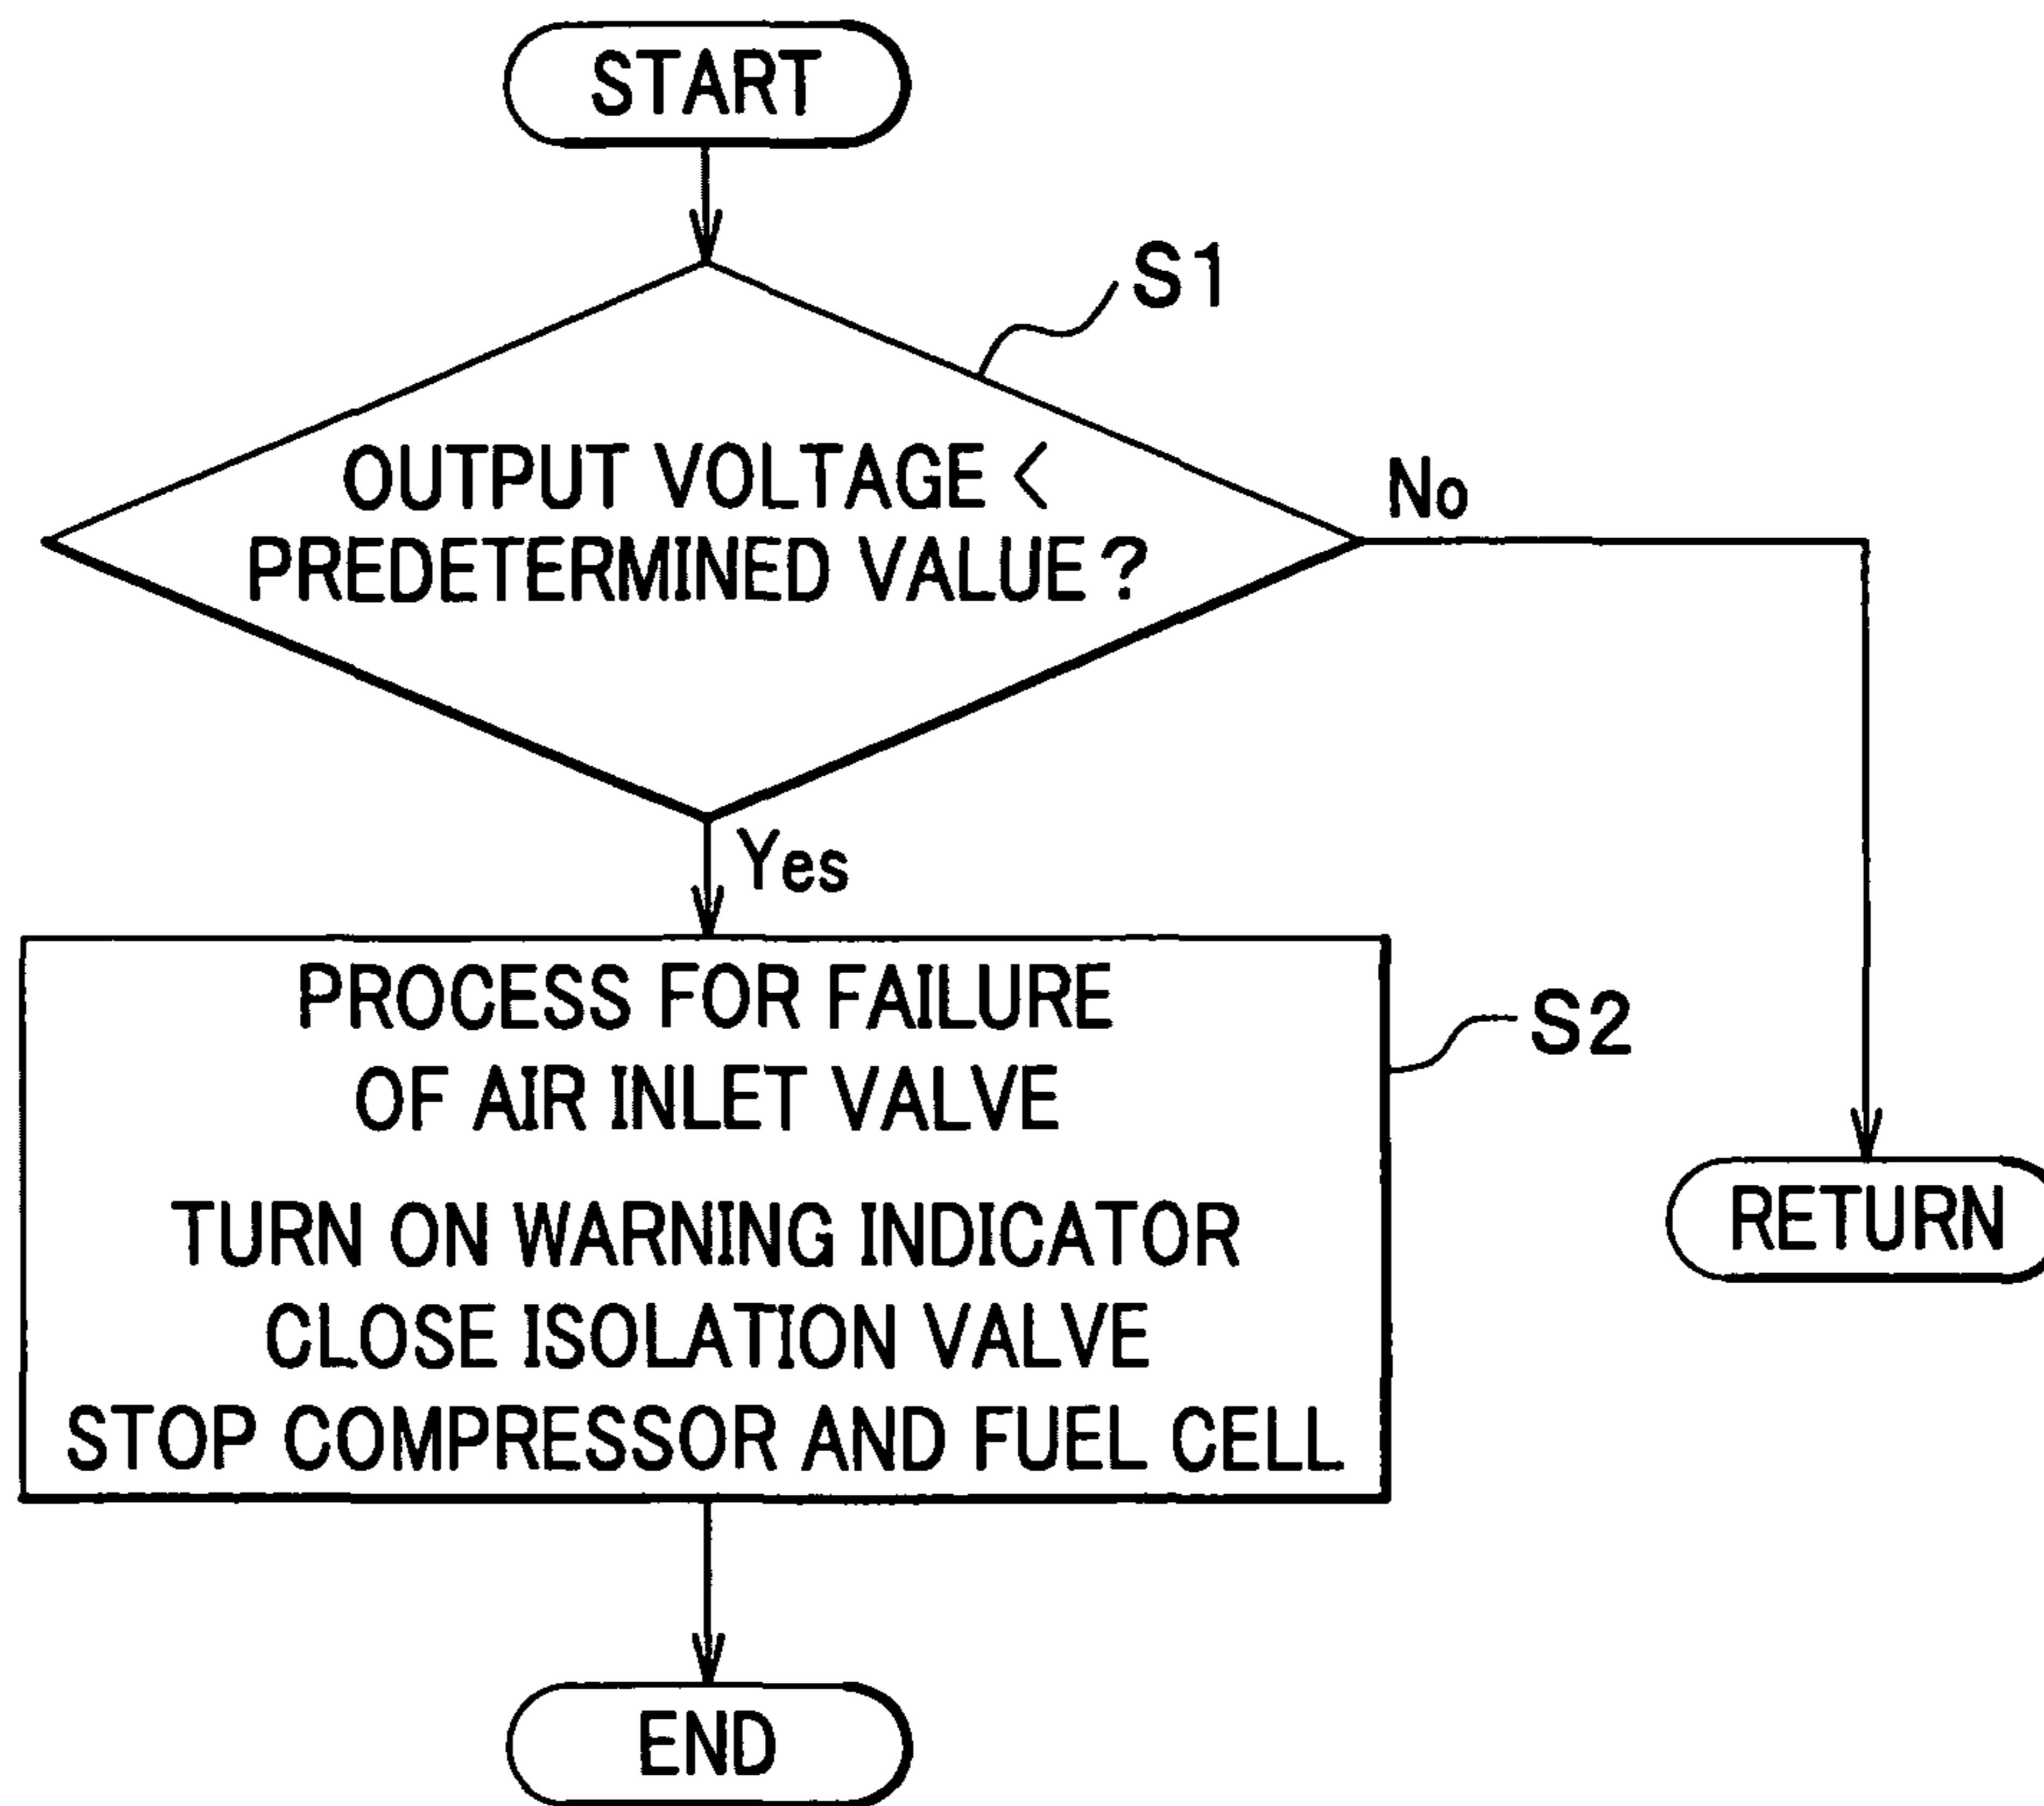 START
S1
OUTPUT VOLTAGE <
PREDETERMINED VALUE?
No
Yes
PROCESS FOR FAILURE
OF AIR INLET VALVE
S2
TURN ON WARNING INDICATOR
CLOSE ISOLATION VALVE
STOP COMPRESSOR AND FUEL CELL
RETURN
END